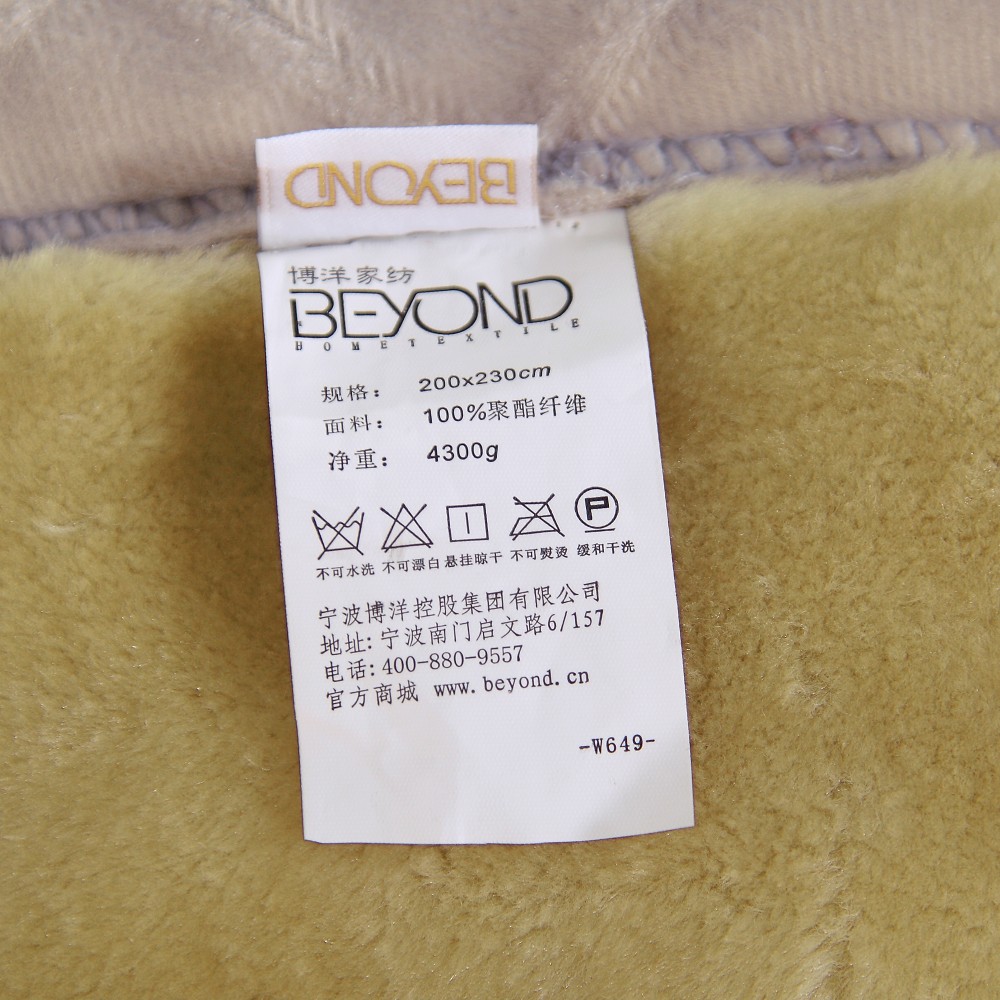 BEYOND
博洋家纺
BEYOND
HOMETEXTILE
规格: 200x230cm
面料: 100%聚酯纤维
净重: 4300g
P
不可水洗 不可漂白 悬挂晾干 不可熨烫 缓和干洗
宁波博洋控股集团有限公司
地址:宁波南门启文路6/157
电话:400-880-9557
官方商城 www.beyond.cn
-W649-